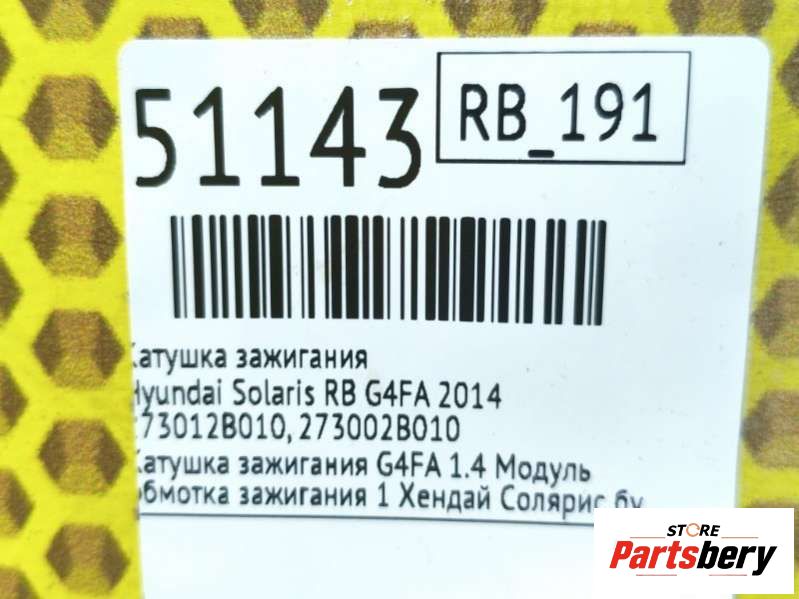 51143
RB_191
Катушка зажигания
Hyundai Solaris RB G4FA 2014
273012B010, 273002B010
Катушка зажигания G4FA 1.4 Модуль
обмотка зажигания 1 Хендай Солярис бу
STORE
Partsbery